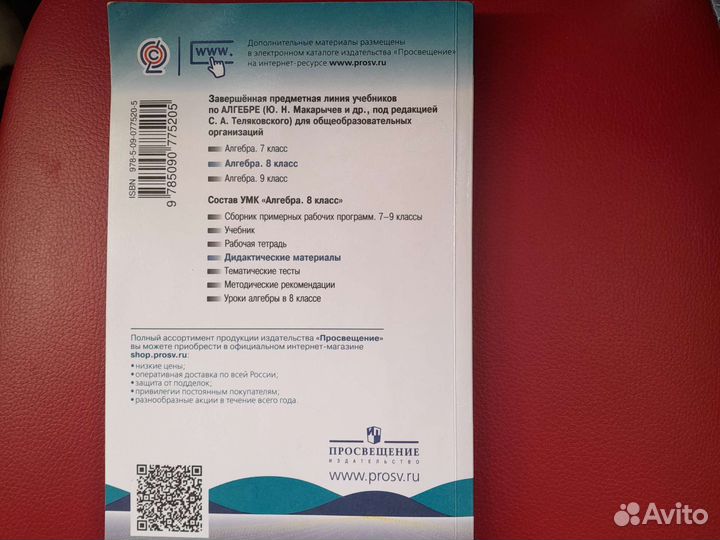 www.
Дополнительные материалы размещены
в электронном каталоге издательства «Просвещение»
на интернет-ресурсе www.prosv.ru
Завершённая предметная линия учебников
по АЛГЕБРЕ (Ю. Н. Макарычев и др., под редакцией
С. А. Теляковского) для общеобразовательных
организаций
Алгебра. 7 класс
Алгебра. 8 класс
Алгебра. 9 класс
Состав УМК «Алгебра. 8 класс»
Сборник примерных рабочих программ. 7–9 классы
Учебник
Рабочая тетрадь
Дидактические материалы
Тематические тесты
Методические рекомендации
Уроки алгебры в 8 классе
ISBN 978-5-09-077520-5
9 785090 775205
Полный ассортимент продукции издательства «Просвещение»
вы можете приобрести в официальном интернет-магазине
shop.prosv.ru:
• низкие цены;
• оперативная доставка по всей России;
• защита от подделок;
• привилегии постоянным покупателям;
• разнообразные акции в течение всего года.
ПРОСВЕЩЕНИЕ
ИЗДАТЕЛЬСТВО
www.prosv.ru
Avito